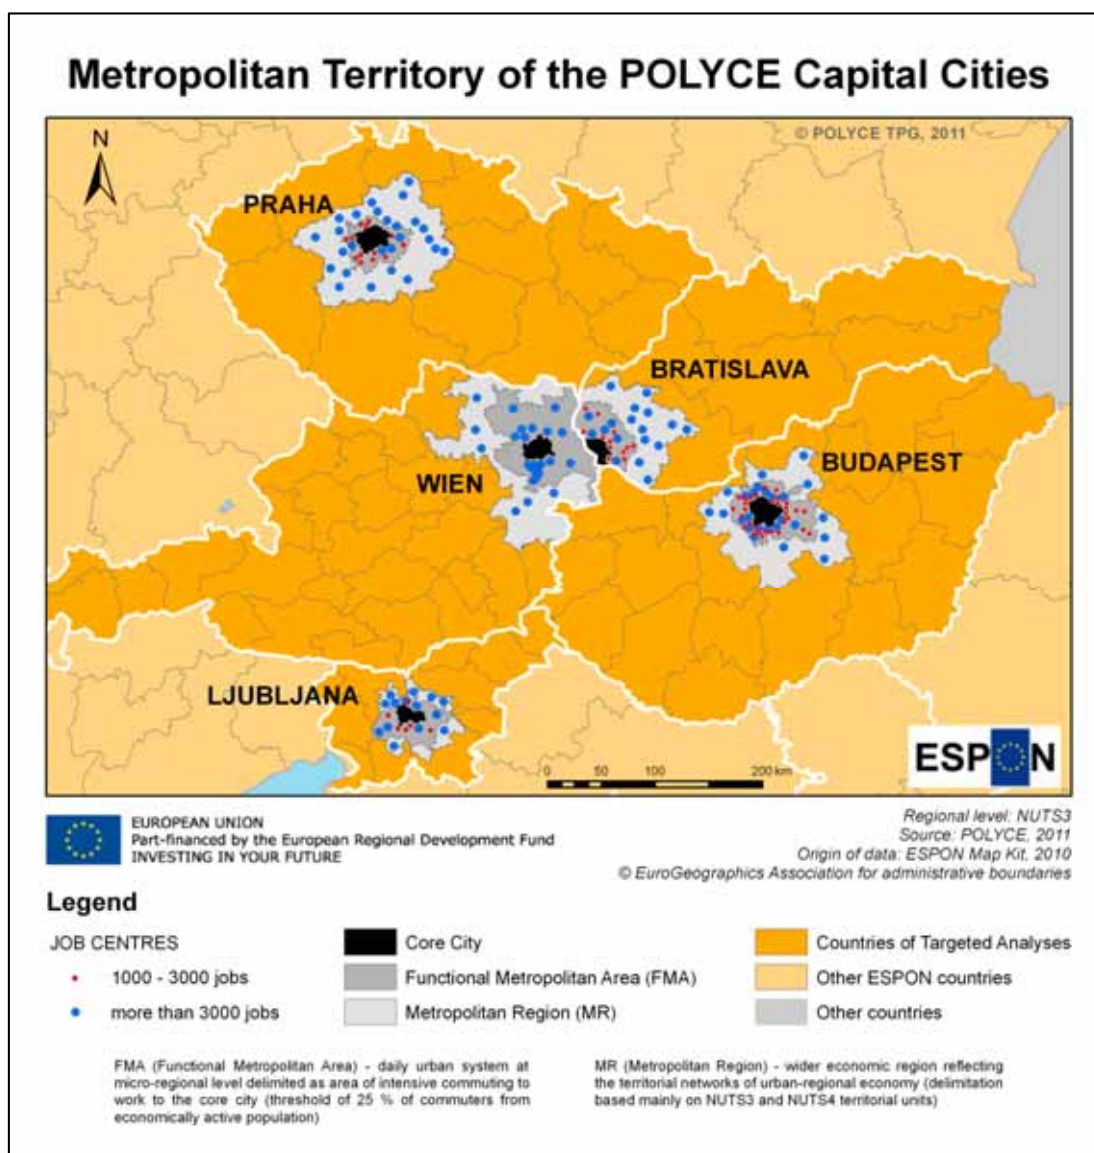 Metropolitan Territory of the POLYCE Capital Cities
© POLYCE TPG, 2011
N
PRAHA
BRATISLAVA
WIEN
BUDAPEST
LJUBLJANA
ESPON
0 50 100 200 km
EUROPEAN UNION
Part-financed by the European Regional Development Fund
INVESTING IN YOUR FUTURE
Regional level: NUTS3
Source: POLYCE, 2011
Origin of data: ESPON Map Kit, 2010
© EuroGeographics Association for administrative boundaries
Legend
JOB CENTRES
1000 - 3000 jobs
more than 3000 jobs
Core City
Functional Metropolitan Area (FMA)
Metropolitan Region (MR)
Countries of Targeted Analyses
Other ESPON countries
Other countries
FMA (Functional Metropolitan Area) - daily urban system at
micro-regional level delimited as area of intensive commuting to
work to the core city (threshold of 25 % of commuters from
economically active population)
MR (Metropolitan Region) - wider economic region reflecting
the territorial networks of urban-regional economy (delimitation
based mainly on NUTS3 and NUTS4 territorial units)